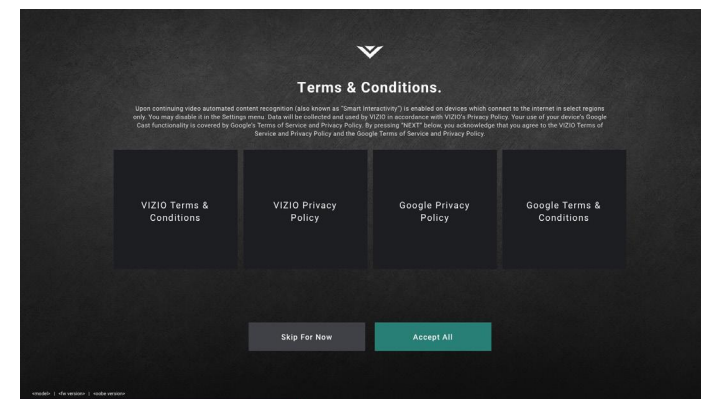 Terms & Conditions.
Upon continuing video automated content recognition (also known as "Smart Interactivity") is enabled on devices which connect to the internet in select regions
only. You may disable it in the Settings menu. Data will be collected and used by VIZIO in accordance with VIZIO's Privacy Policy. Your use of your device's Google
Cast functionality is covered by Google's Terms of Service and Privacy Policy. By pressing "NEXT" below, you acknowledge that you agree to the VIZIO Terms of
Service and Privacy Policy and the Google Terms of Service and Privacy Policy.
VIZIO Terms &
Conditions
VIZIO Privacy
Policy
Google Privacy
Policy
Google Terms &
Conditions
Skip For Now
Accept All
<model> | <fw version> | <oobe version>